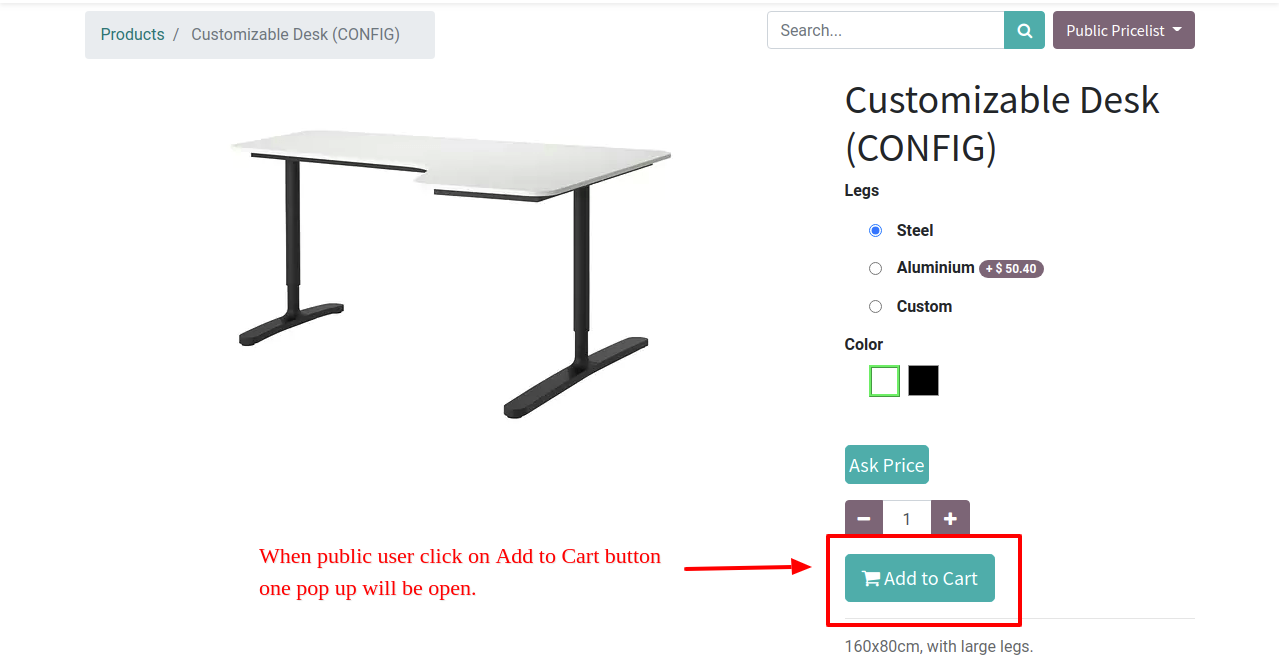 Products / Customizable Desk (CONFIG)
Search...
Public Pricelist
Customizable Desk
(CONFIG)
Legs
Steel
Aluminium + $ 50.40
Custom
Color
Ask Price
1
When public user click on Add to Cart button
one pop up will be open.
Add to Cart
160x80cm, with large legs.